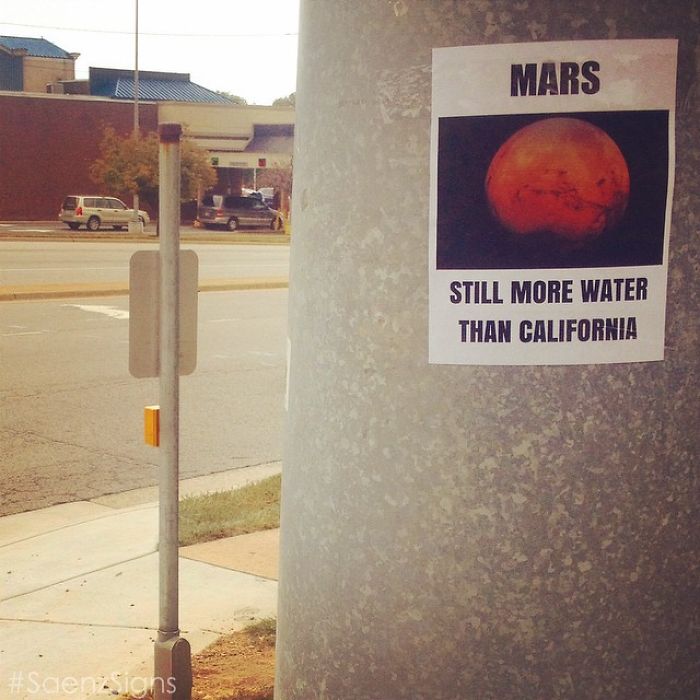 MARS
STILL MORE WATER
THAN CALIFORNIA
#SaenzSigns